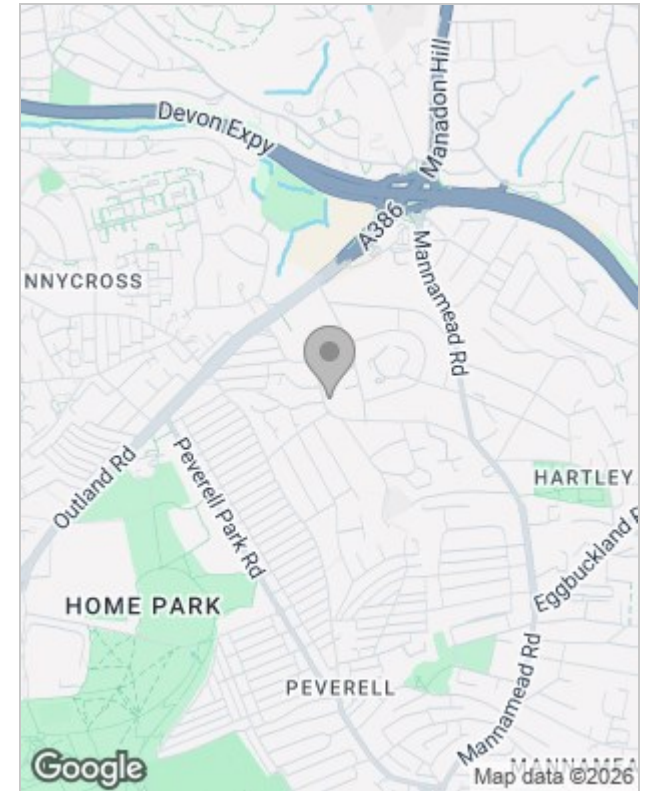 Manadon Hill
Devon Expy
A386
Mannamead Rd
NNYCROSS
Outland Rd
Peverell Park Rd
HARTLEY
Eggbuckland
HOME PARK
PEVERELL
Mannamead Rd
Google
Map data ©2026